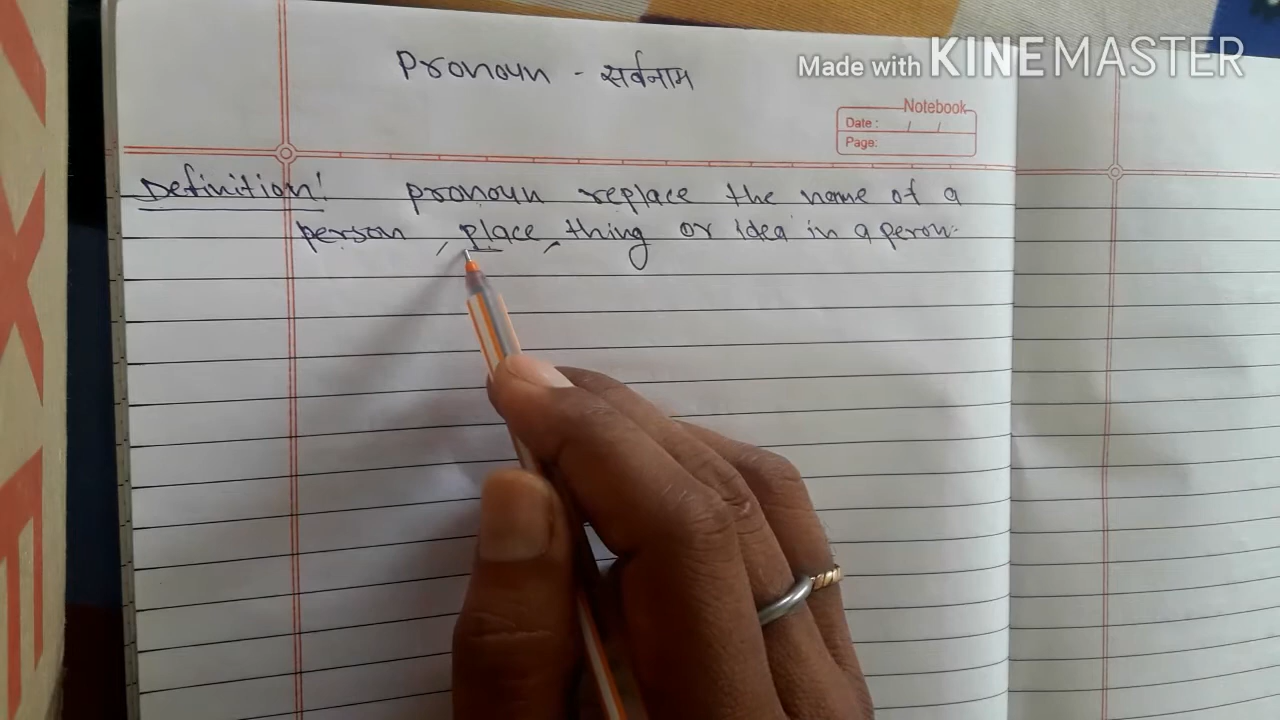 Made with KINEMASTER
Pronoun - सर्वनाम
Notebook
Date : / /
Page:
Definition! pronoun replace the name of a
person, place, thing or idea in a peron.